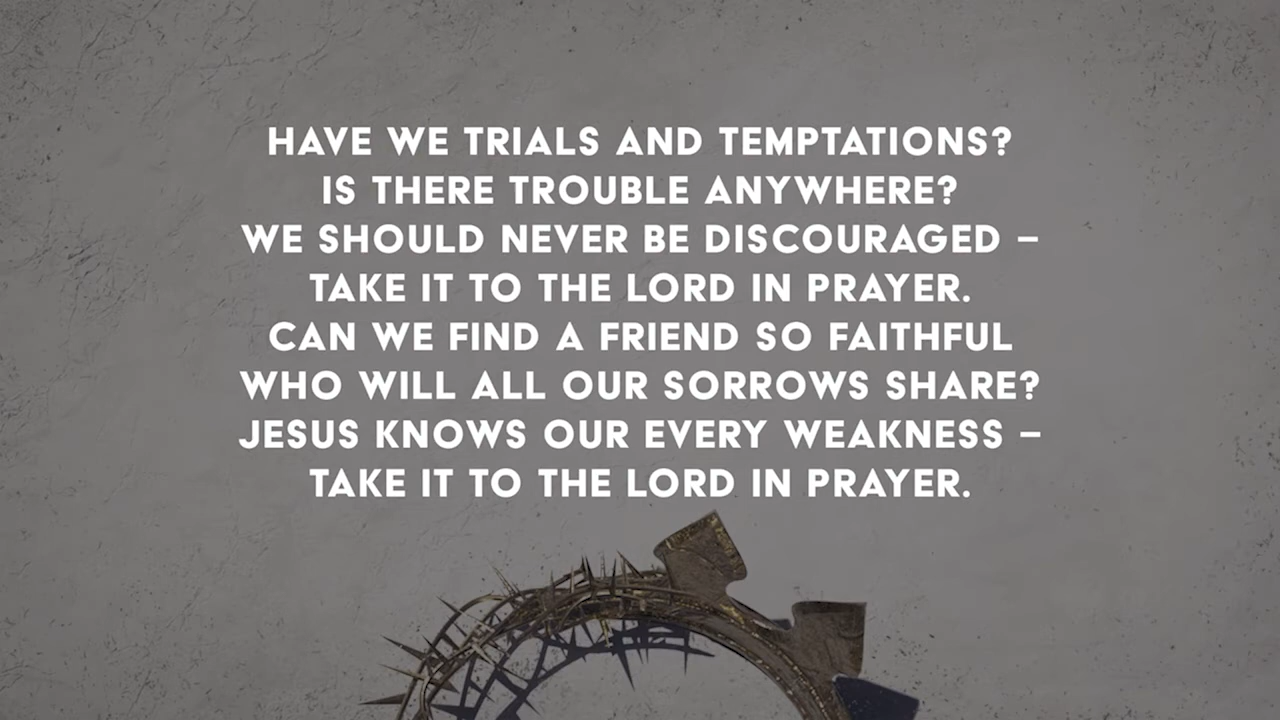 HAVE WE TRIALS AND TEMPTATIONS?
IS THERE TROUBLE ANYWHERE?
WE SHOULD NEVER BE DISCOURAGED –
TAKE IT TO THE LORD IN PRAYER.
CAN WE FIND A FRIEND SO FAITHFUL
WHO WILL ALL OUR SORROWS SHARE?
JESUS KNOWS OUR EVERY WEAKNESS –
TAKE IT TO THE LORD IN PRAYER.